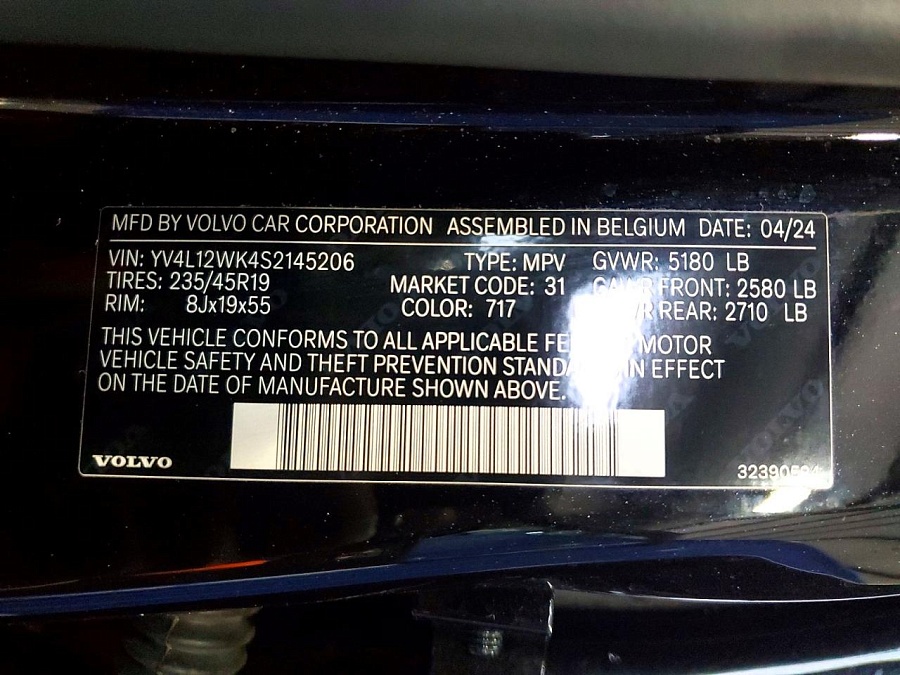 MFD BY VOLVO CAR CORPORATION ASSEMBLED IN BELGIUM DATE: 04/24
VIN: YV4L12WK4S2145206 TYPE: MPV GVWR: 5180 LB
TIRES: 235/45R19 MARKET CODE: 31 GAWR FRONT: 2580 LB
RIM: 8Jx19x55 COLOR: 717 REAR: 2710 LB
THIS VEHICLE CONFORMS TO ALL APPLICABLE MOTOR
VEHICLE SAFETY AND THEFT PREVENTION IN EFFECT
ON THE DATE OF MANUFACTURE SHOWN ABOVE.
VOLVO